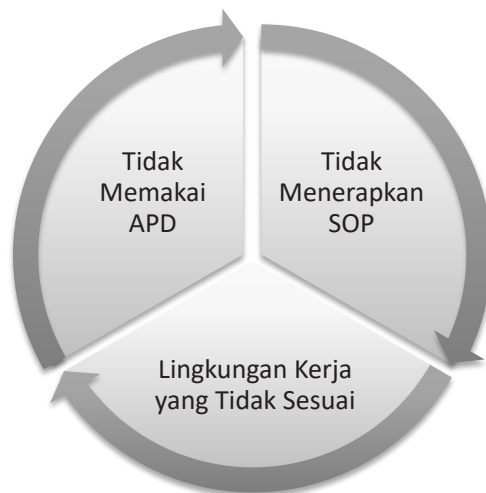 Tidak
Memakai
APD
Tidak
Menerapkan
SOP
Lingkungan Kerja
yang Tidak Sesuai